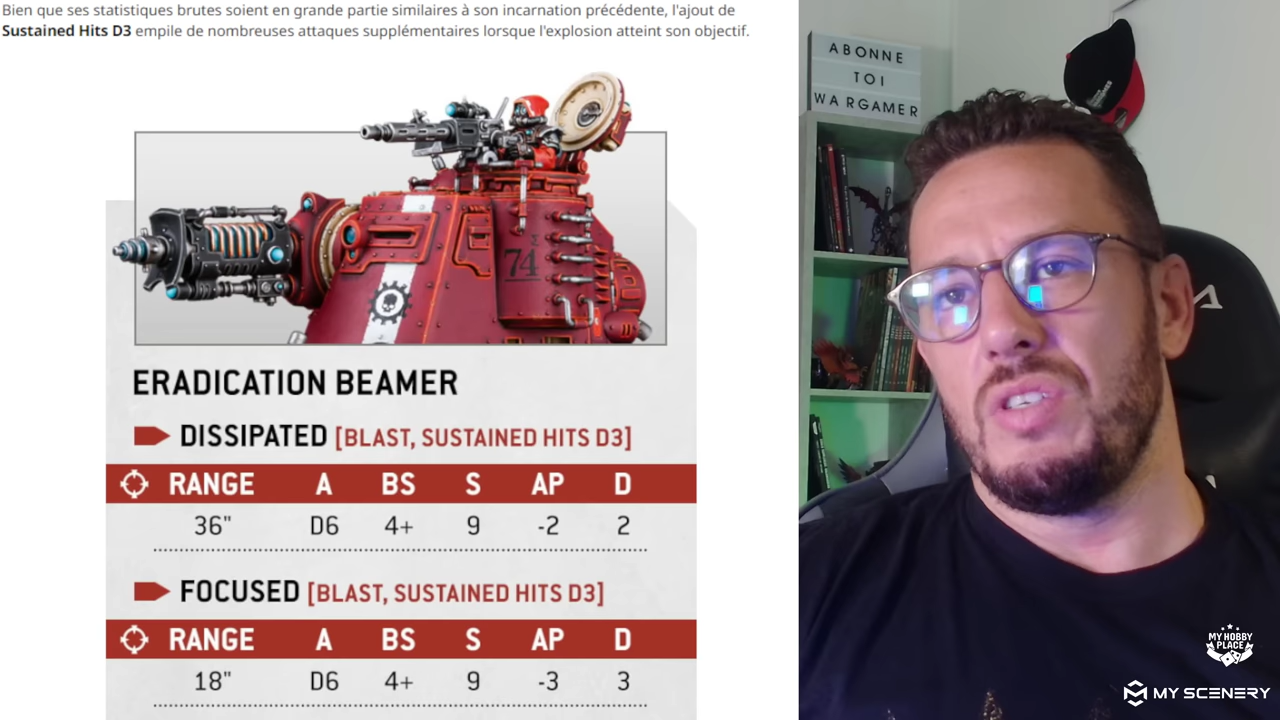 Bien que ses statistiques brutes soient en grande partie similaires à son incarnation précédente, l'ajout de
Sustained Hits D3 empile de nombreuses attaques supplémentaires lorsque l'explosion atteint son objectif.
74
ERADICATION BEAMER
DISSIPATED [BLAST, SUSTAINED HITS D3]
RANGE A BS S AP D
36" D6 4+ 9 -2 2
FOCUSED [BLAST, SUSTAINED HITS D3]
RANGE A BS S AP D
18" D6 4+ 9 -3 3
ABONNE
TOI
WARGAMER
MY HOBBY
PLACE
MY SCENERY